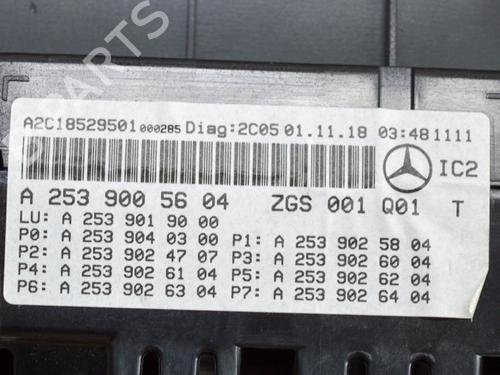 PARTS
A2C18529501000285 Diag:2C05 01.11.18 03:481111
IC2
A 253 900 56 04 ZGS 001 Q01 T
LU: A 253 901 90 00
P0: A 253 904 03 00 P1: A 253 902 58 04
P2: A 253 902 47 07 P3: A 253 902 60 04
P4: A 253 902 61 04 P5: A 253 902 62 04
P6: A 253 902 63 04 P7: A 253 902 64 04